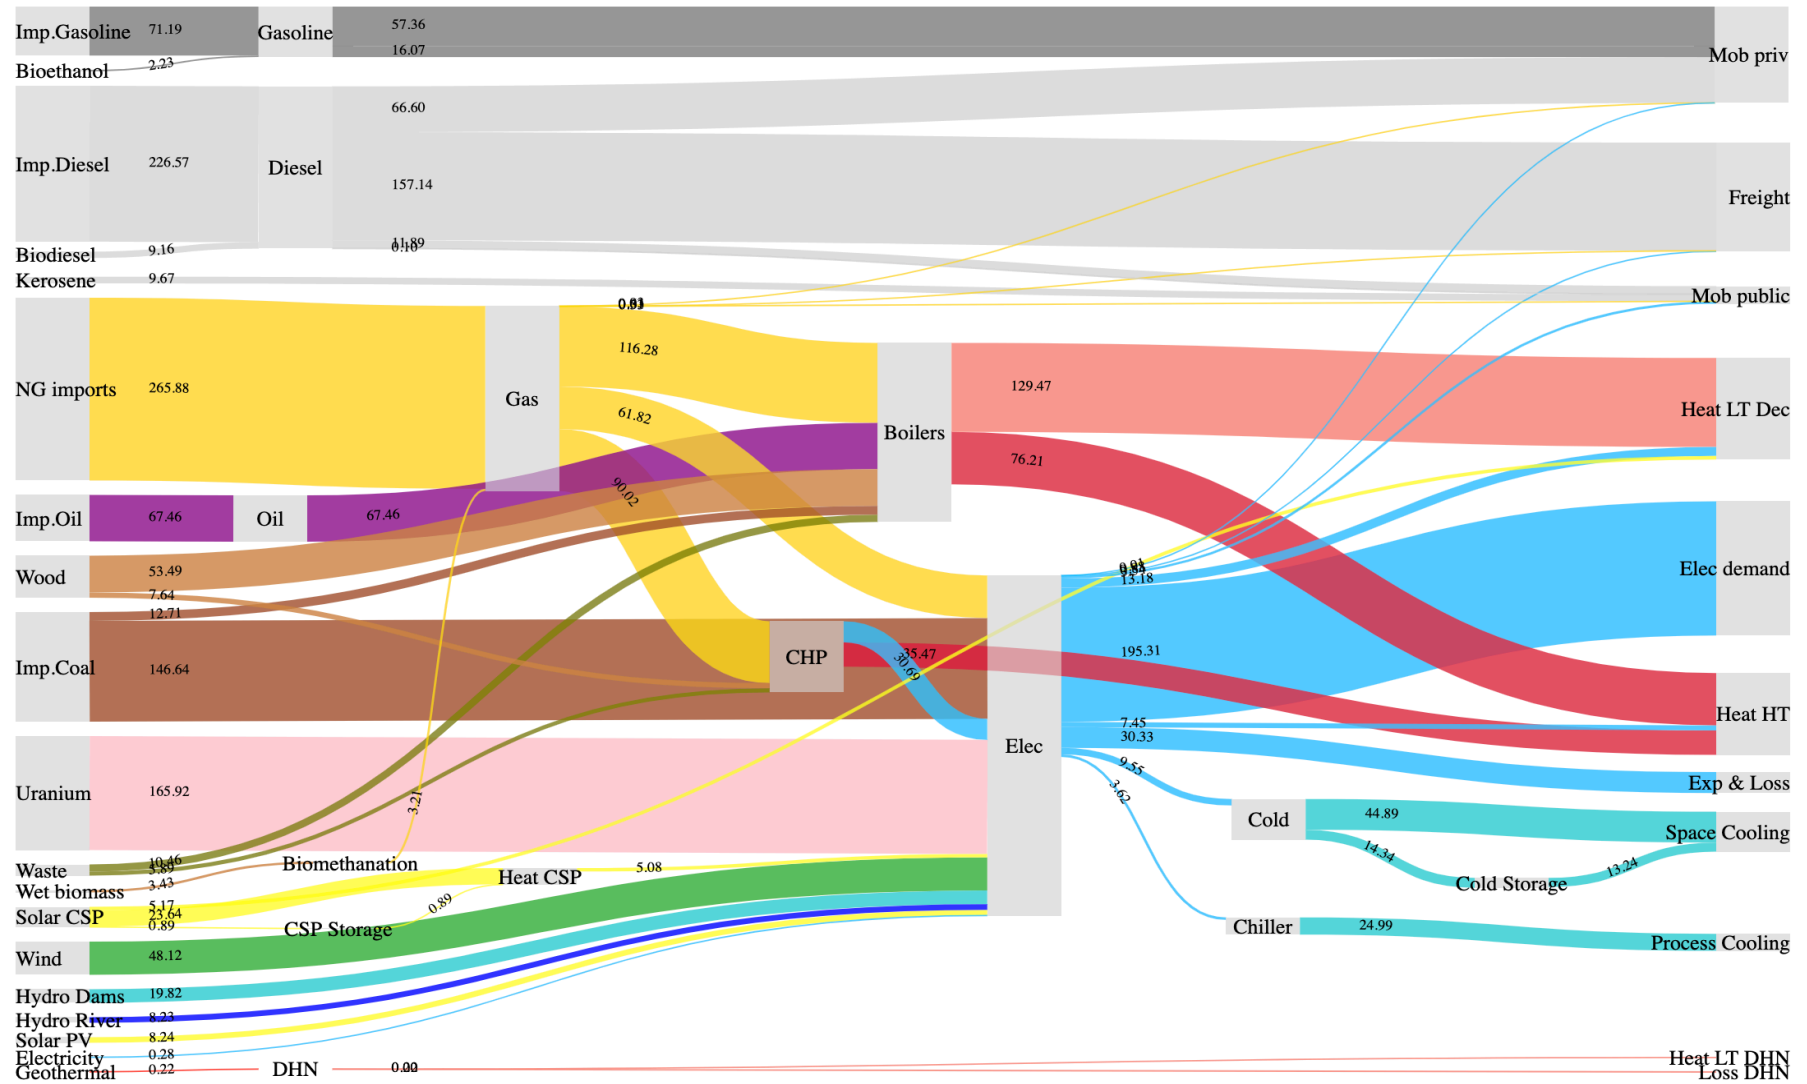 Imp.Gasoline 71.19 Gasoline 57.36
16.07
Mob priv
Bioethanol 2.23
66.60
Imp.Diesel 226.57 Diesel 157.14 Freight
11.89
Biodiesel 9.16
Kerosene 9.67
Mob public
116.28
NG imports 265.88 Gas 61.82 Boilers 129.47 Heat LT Dec
76.21
90.02
Imp.Oil 67.46 Oil 67.46
Wood 53.49
7.64
12.71
13.18
Elec demand
Imp.Coal 146.64 CHP 35.47
30.69
195.31
7.45
30.33
Heat HT
Elec
9.55
3.62
Exp & Loss
Uranium 165.92
3.21
Cold 44.89 Space Cooling
14.34
13.24
Cold Storage
Waste 10.46
Biomethanation
Wet biomass 3.43
Heat CSP 5.08
Solar CSP 5.17
23.64
0.89
0.89
CSP Storage
Chiller 24.99 Process Cooling
Wind 48.12
Hydro Dams 19.82
Hydro River 8.23
Solar PV 8.24
Electricity 0.28
Geothermal 0.22 DHN
Heat LT DHN
Loss DHN